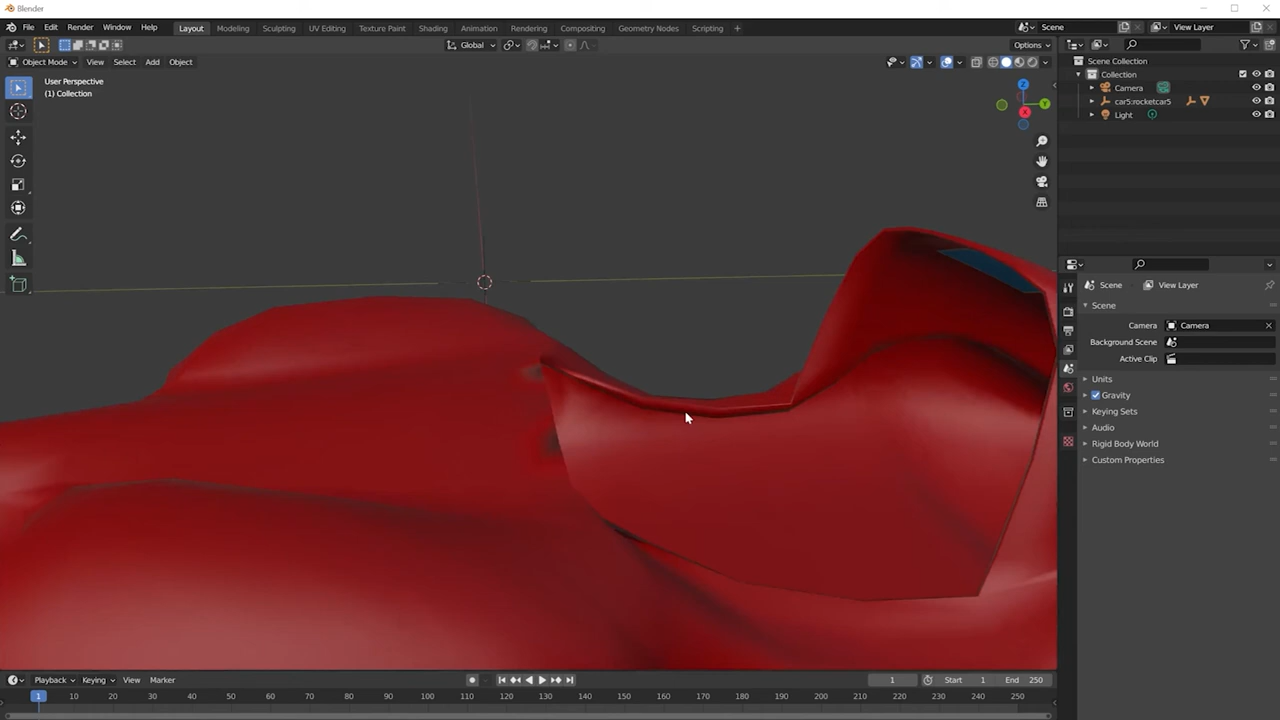 Blender
File Edit Render Window Help Layout Modeling Sculpting UV Editing Texture Paint Shading Animation Rendering Compositing Geometry Nodes Scripting + Scene View Layer
Global Options
Object Mode View Select Add Object
User Perspective
(1) Collection
Z
Y
X
Scene Collection
Collection
Camera
car5:rocketcar5
Light
Scene View Layer
Scene
Camera Camera
Background Scene
Active Clip
Units
Gravity
Keying Sets
Audio
Rigid Body World
Custom Properties
Playback Keying View Marker 1 Start 1 End 250
1 10 20 30 40 50 60 70 80 90 100 110 120 130 140 150 160 170 180 190 200 210 220 230 240 250